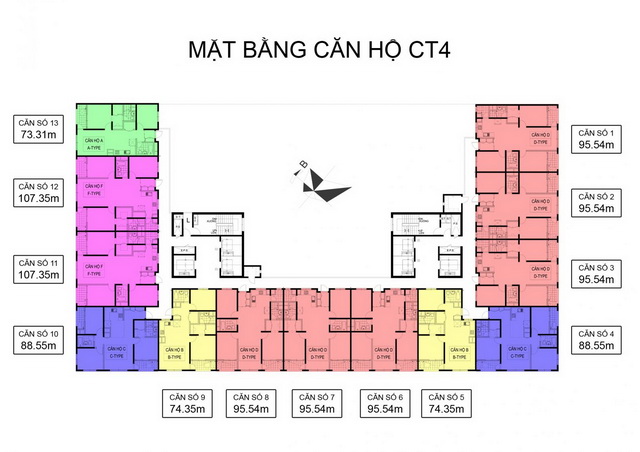 MẶT BẰNG CĂN HỘ CT4
CĂN SỐ 13
73.31m
CĂN HỘ A
A-TYPE
CĂN HỘ D
D-TYPE
CĂN SỐ 1
95.54m
B
CĂN SỐ 12
107.35m
CĂN HỘ F
F-TYPE
CĂN HỘ D
D-TYPE
CĂN SỐ 2
95.54m
CĂN SỐ 11
107.35m
CĂN HỘ F
F-TYPE
CĂN HỘ D
D-TYPE
CĂN SỐ 3
95.54m
CĂN SỐ 10
88.55m
CĂN HỘ C
C-TYPE
CĂN HỘ B
B-TYPE
CĂN HỘ D
D-TYPE
CĂN HỘ D
D-TYPE
CĂN HỘ D
D-TYPE
CĂN HỘ B
B-TYPE
CĂN HỘ C
C-TYPE
CĂN SỐ 4
88.55m
CĂN SỐ 9
74.35m
CĂN SỐ 8
95.54m
CĂN SỐ 7
95.54m
CĂN SỐ 6
95.54m
CĂN SỐ 5
74.35m